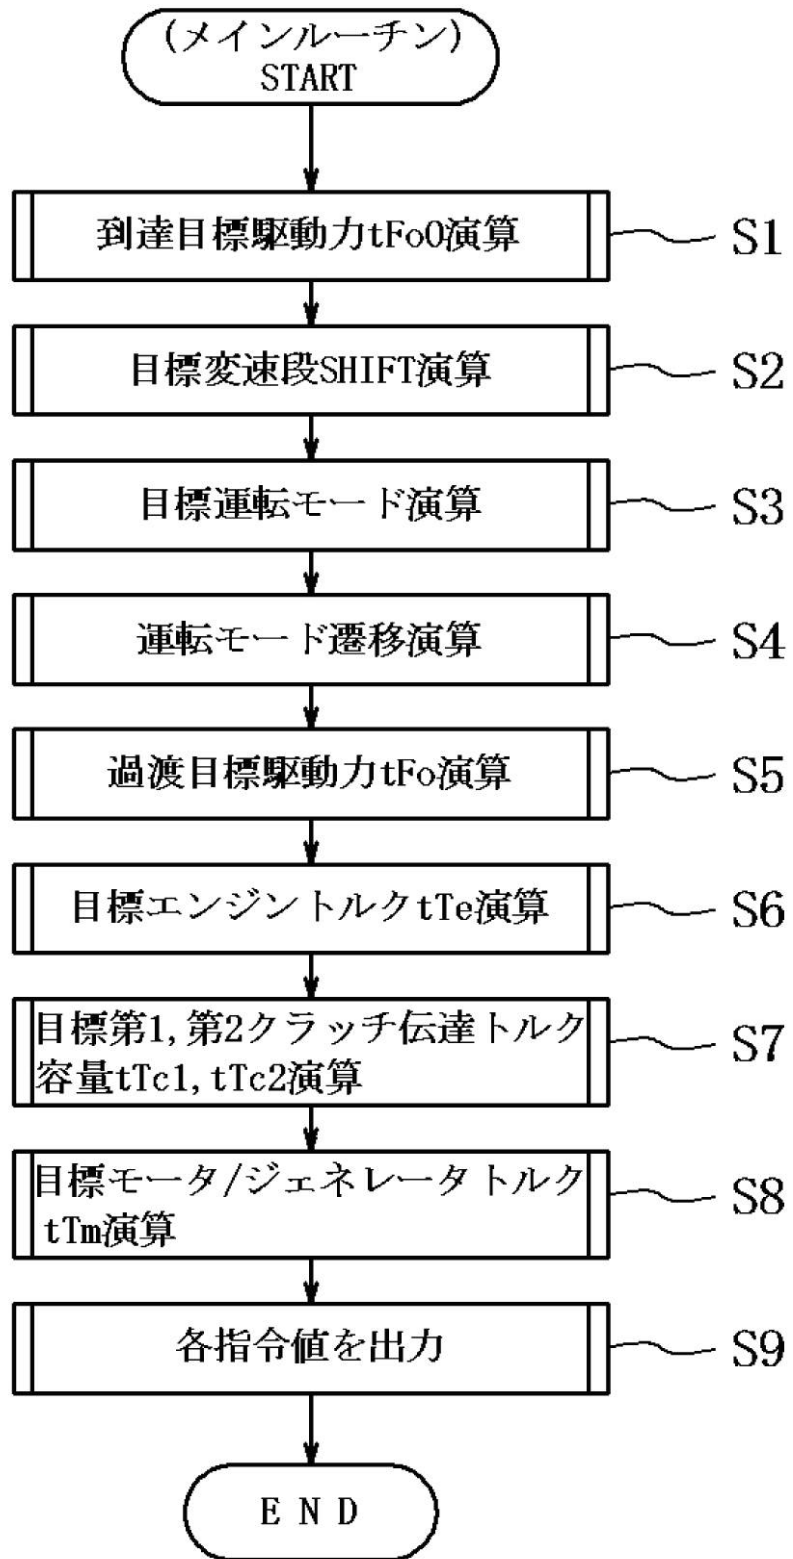 (メインルーチン)
START
到達目標駆動力tFo0演算
S1
目標変速段SHIFT演算
S2
目標運転モード演算
S3
運転モード遷移演算
S4
過渡目標駆動力tFo演算
S5
目標エンジントルクtTe演算
S6
目標第1,第2クラッチ伝達トルク
容量tTc1,tTc2演算
S7
目標モータ/ジェネレータトルク
tTm演算
S8
各指令値を出力
S9
END